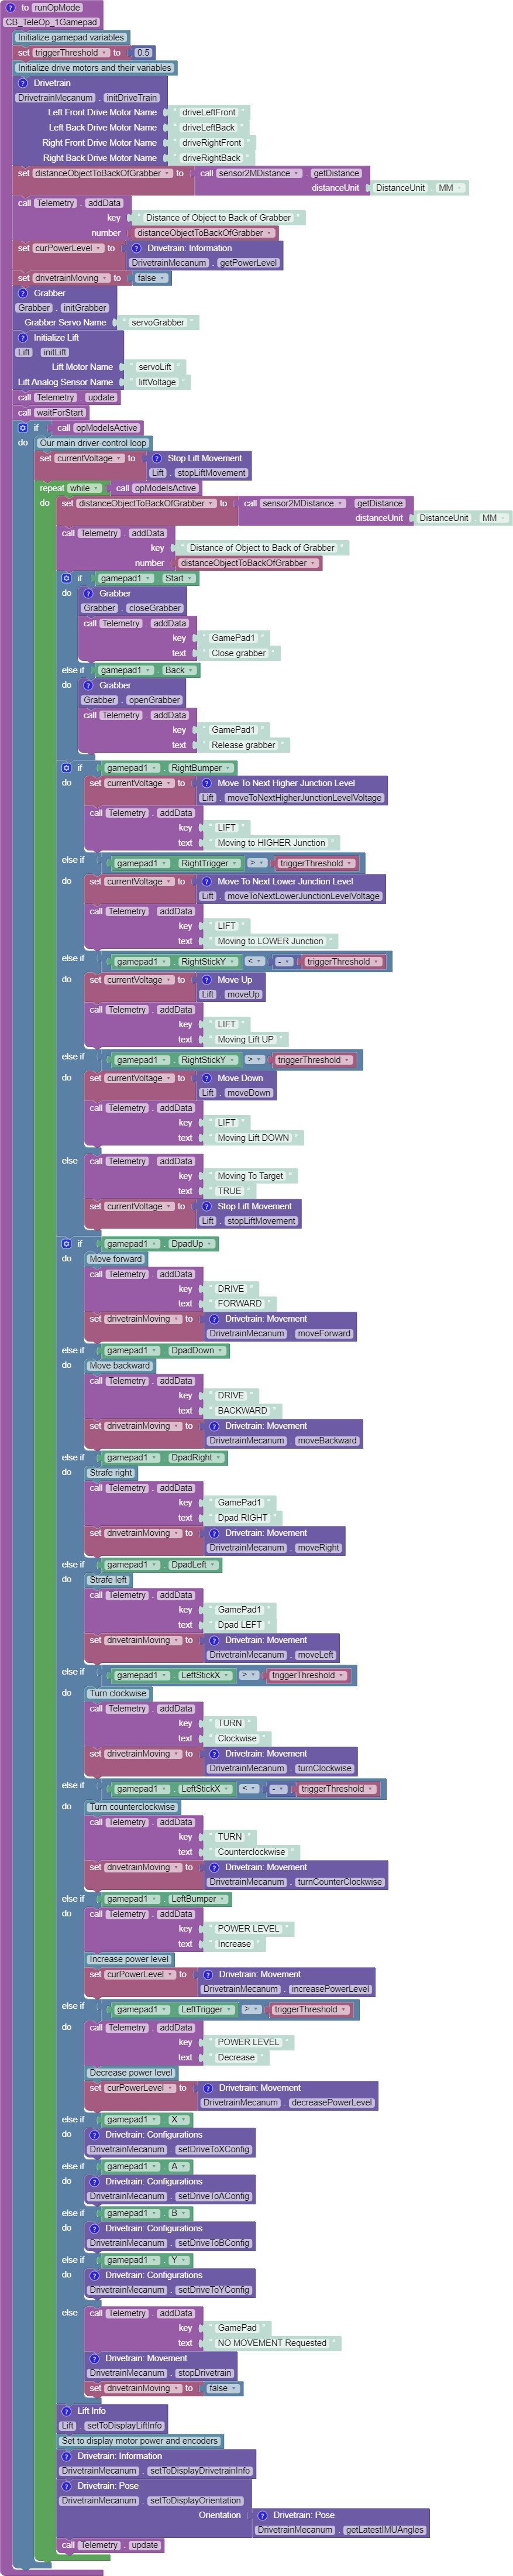 to runOpMode
CB_TeleOp_1Gamepad
Initialize gamepad variables
set triggerThreshold to 0.5
Initialize drive motors and their variables
Drivetrain
DrivetrainMecanum . initDriveTrain
Left Front Drive Motor Name " driveLeftFront "
Left Back Drive Motor Name " driveLeftBack "
Right Front Drive Motor Name " driveRightFront "
Right Back Drive Motor Name " driveRightBack "
set distanceObjectToBackOfGrabber to call sensor2MDistance . getDistance
distanceUnit DistanceUnit MM
call Telemetry . addData
key " Distance of Object to Back of Grabber "
number distanceObjectToBackOfGrabber
set curPowerLevel to Drivetrain: Information
DrivetrainMecanum . getPowerLevel
set drivetrainMoving to false
Grabber
Grabber . initGrabber
Grabber Servo Name " servoGrabber "
Initialize Lift
Lift . initLift
Lift Motor Name " servoLift "
Lift Analog Sensor Name " liftVoltage "
call Telemetry . update
call waitForStart
if call opModeIsActive
do Our main driver-control loop
set currentVoltage to Stop Lift Movement
Lift . stopLiftMovement
repeat while call opModeIsActive
do set distanceObjectToBackOfGrabber to call sensor2MDistance . getDistance
distanceUnit DistanceUnit MM
call Telemetry . addData
key " Distance of Object to Back of Grabber "
number distanceObjectToBackOfGrabber
if gamepad1 . Start
do Grabber
Grabber . closeGrabber
call Telemetry . addData
key " GamePad1 "
text " Close grabber "
else if gamepad1 . Back
do Grabber
Grabber . openGrabber
call Telemetry . addData
key " GamePad1 "
text " Release grabber "
if gamepad1 . RightBumper
do set currentVoltage to Move To Next Higher Junction Level
Lift . moveToNextHigherJunctionLevelVoltage
call Telemetry . addData
key " LIFT "
text " Moving to HIGHER Junction "
else if gamepad1 . RightTrigger > triggerThreshold
do set currentVoltage to Move To Next Lower Junction Level
Lift . moveToNextLowerJunctionLevelVoltage
call Telemetry . addData
key " LIFT "
text " Moving to LOWER Junction "
else if gamepad1 . RightStickY < - triggerThreshold
do set currentVoltage to Move Up
Lift . moveUp
call Telemetry . addData
key " LIFT "
text " Moving Lift UP "
else if gamepad1 . RightStickY > triggerThreshold
do set currentVoltage to Move Down
Lift . moveDown
call Telemetry . addData
key " LIFT "
text " Moving Lift DOWN "
else call Telemetry . addData
key " Moving To Target "
text " TRUE "
set currentVoltage to Stop Lift Movement
Lift . stopLiftMovement
if gamepad1 . DpadUp
do Move forward
call Telemetry . addData
key " DRIVE "
text " FORWARD "
set drivetrainMoving to Drivetrain: Movement
DrivetrainMecanum . moveForward
else if gamepad1 . DpadDown
do Move backward
call Telemetry . addData
key " DRIVE "
text " BACKWARD "
set drivetrainMoving to Drivetrain: Movement
DrivetrainMecanum . moveBackward
else if gamepad1 . DpadRight
do Strafe right
call Telemetry . addData
key " GamePad1 "
text " Dpad RIGHT "
set drivetrainMoving to Drivetrain: Movement
DrivetrainMecanum . moveRight
else if gamepad1 . DpadLeft
do Strafe left
call Telemetry . addData
key " GamePad1 "
text " Dpad LEFT "
set drivetrainMoving to Drivetrain: Movement
DrivetrainMecanum . moveLeft
else if gamepad1 . LeftStickX > triggerThreshold
do Turn clockwise
call Telemetry . addData
key " TURN "
text " Clockwise "
set drivetrainMoving to Drivetrain: Movement
DrivetrainMecanum . turnClockwise
else if gamepad1 . LeftStickX < - triggerThreshold
do Turn counterclockwise
call Telemetry . addData
key " TURN "
text " Counterclockwise "
set drivetrainMoving to Drivetrain: Movement
DrivetrainMecanum . turnCounterClockwise
else if gamepad1 . LeftBumper
do call Telemetry . addData
key " POWER LEVEL "
text " Increase "
Increase power level
set curPowerLevel to Drivetrain: Movement
DrivetrainMecanum . increasePowerLevel
else if gamepad1 . LeftTrigger > triggerThreshold
do call Telemetry . addData
key " POWER LEVEL "
text " Decrease "
Decrease power level
set curPowerLevel to Drivetrain: Movement
DrivetrainMecanum . decreasePowerLevel
else if gamepad1 . X
do Drivetrain: Configurations
DrivetrainMecanum . setDriveToXConfig
else if gamepad1 . A
do Drivetrain: Configurations
DrivetrainMecanum . setDriveToAConfig
else if gamepad1 . B
do Drivetrain: Configurations
DrivetrainMecanum . setDriveToBConfig
else if gamepad1 . Y
do Drivetrain: Configurations
DrivetrainMecanum . setDriveToYConfig
else call Telemetry . addData
key " GamePad "
text " NO MOVEMENT Requested "
Drivetrain: Movement
DrivetrainMecanum . stopDrivetrain
set drivetrainMoving to false
Lift Info
Lift . setToDisplayLiftInfo
Set to display motor power and encoders
Drivetrain: Information
DrivetrainMecanum . setToDisplayDrivetrainInfo
Drivetrain: Pose
DrivetrainMecanum . setToDisplayOrientation
Orientation Drivetrain: Pose
DrivetrainMecanum . getLatestIMUAngles
call Telemetry . update